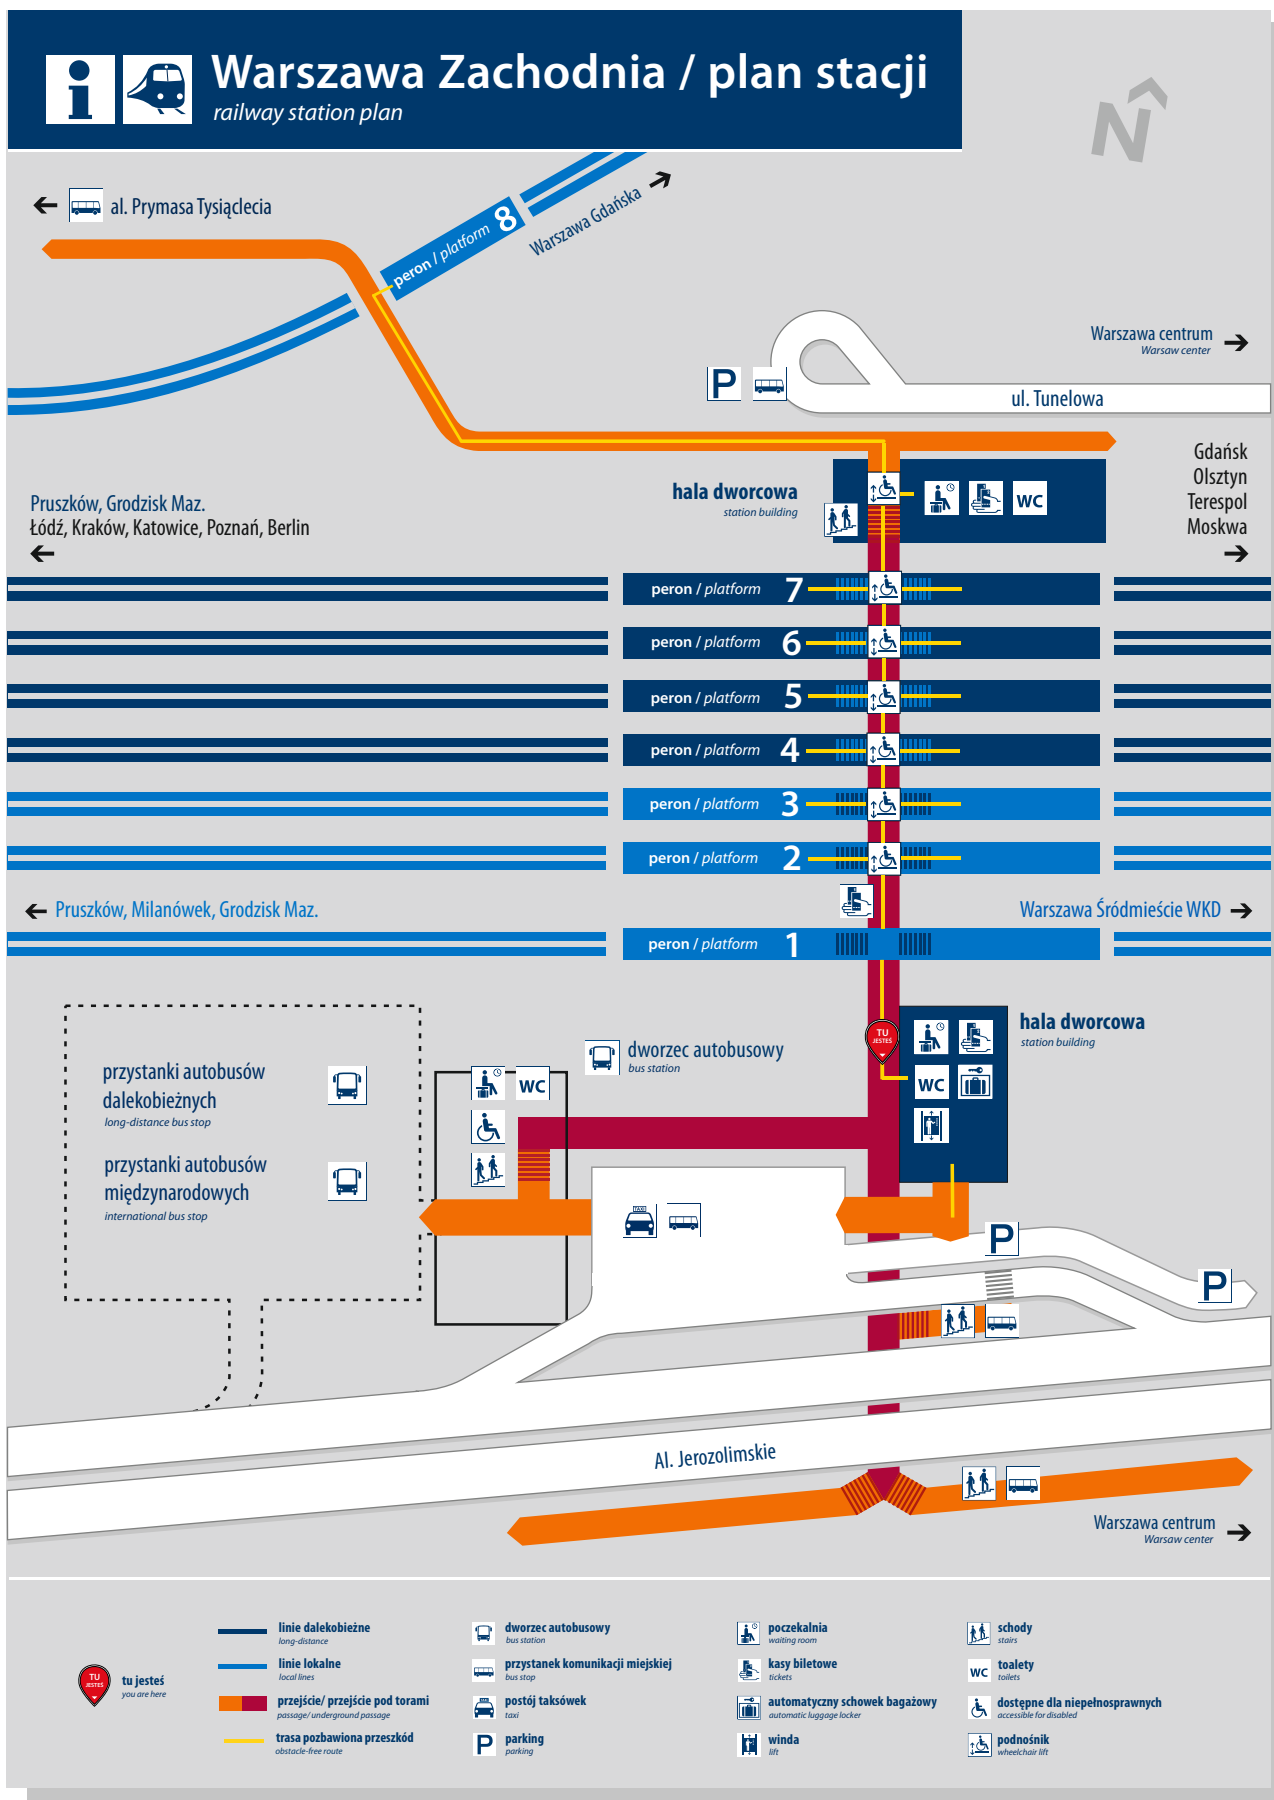 Warszawa Zachodnia / plan stacji
railway station plan
N
al. Prymasa Tysiąclecia
peron / platform 8
Warszawa Gdańska
Warszawa centrum
Warsaw center
P
ul. Tunelowa
Gdańsk
Olsztyn
Terespol
Moskwa
hala dworcowa
station building
WC
Pruszków, Grodzisk Maz.
Łódź, Kraków, Katowice, Poznań, Berlin
peron / platform 7
peron / platform 6
peron / platform 5
peron / platform 4
peron / platform 3
peron / platform 2
Pruszków, Milanówek, Grodzisk Maz.
Warszawa Śródmieście WKD
peron / platform 1
hala dworcowa
station building
TU
JESTEŚ
WC
dworzec autobusowy
bus station
WC
przystanki autobusów
dalekobieżnych
long-distance bus stop
przystanki autobusów
międzynarodowych
international bus stop
TAXI
P
P
Al. Jerozolimskie
Warszawa centrum
Warsaw center
TU
JESTEŚ
tu jesteś
you are here
linie dalekobieżne
long-distance
linie lokalne
local lines
przejście/ przejście pod torami
passage/ underground passage
trasa pozbawiona przeszkód
obstacle-free route
dworzec autobusowy
bus station
przystanek komunikacji miejskiej
bus stop
postój taksówek
taxi
P
parking
parking
poczekalnia
waiting room
kasy biletowe
tickets
automatyczny schowek bagażowy
automatic luggage locker
winda
lift
schody
stairs
WC
toalety
toilets
dostępne dla niepełnosprawnych
accessible for disabled
podnośnik
wheelchair lift